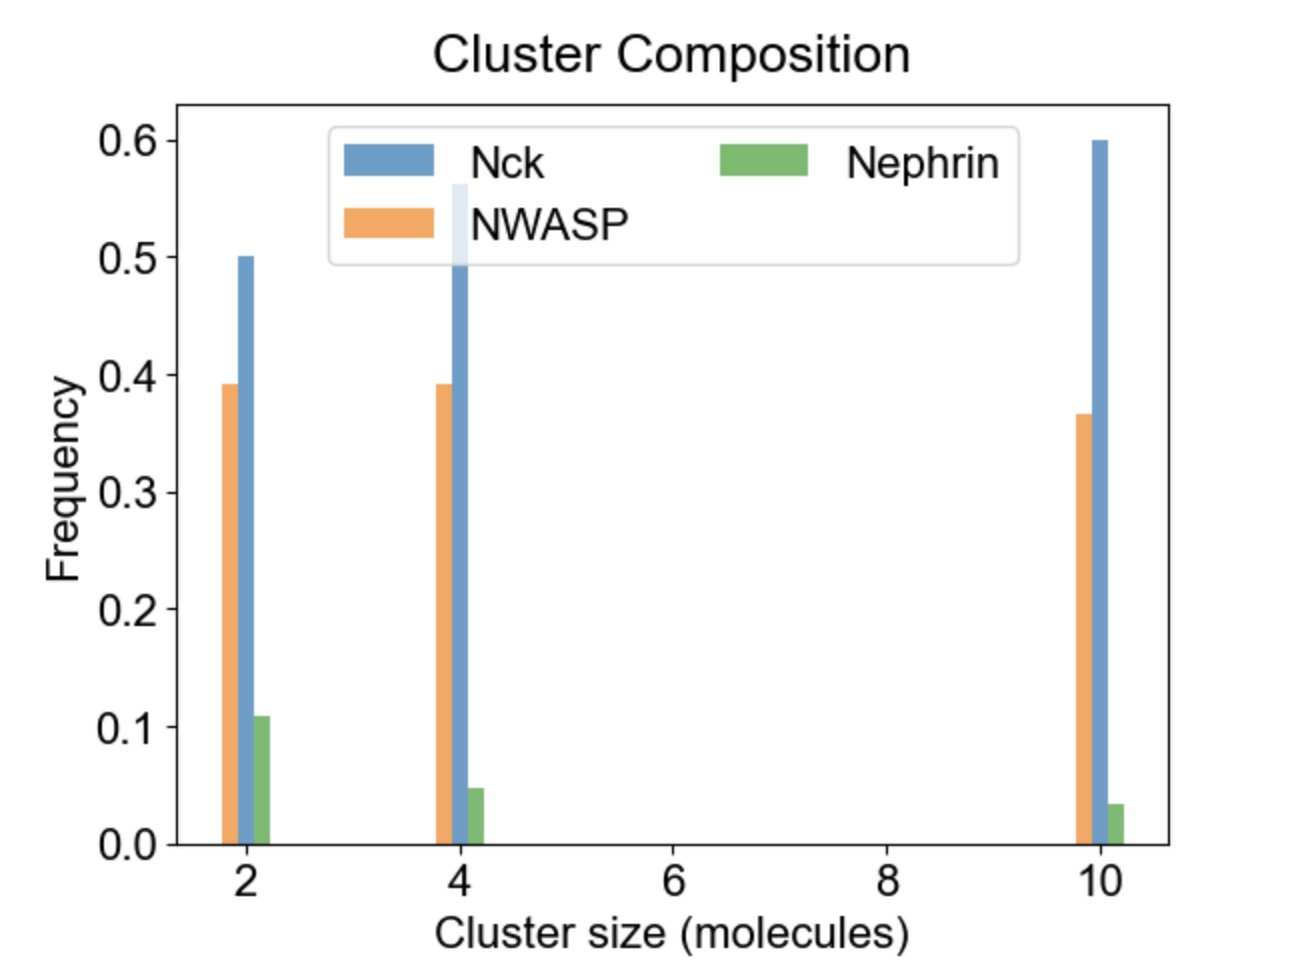 Cluster Composition
Nck
Nephrin
NWASP
0.6
0.5
0.4
0.3
0.2
0.1
0.0
Frequency
2 4 6 8 10
Cluster size (molecules)